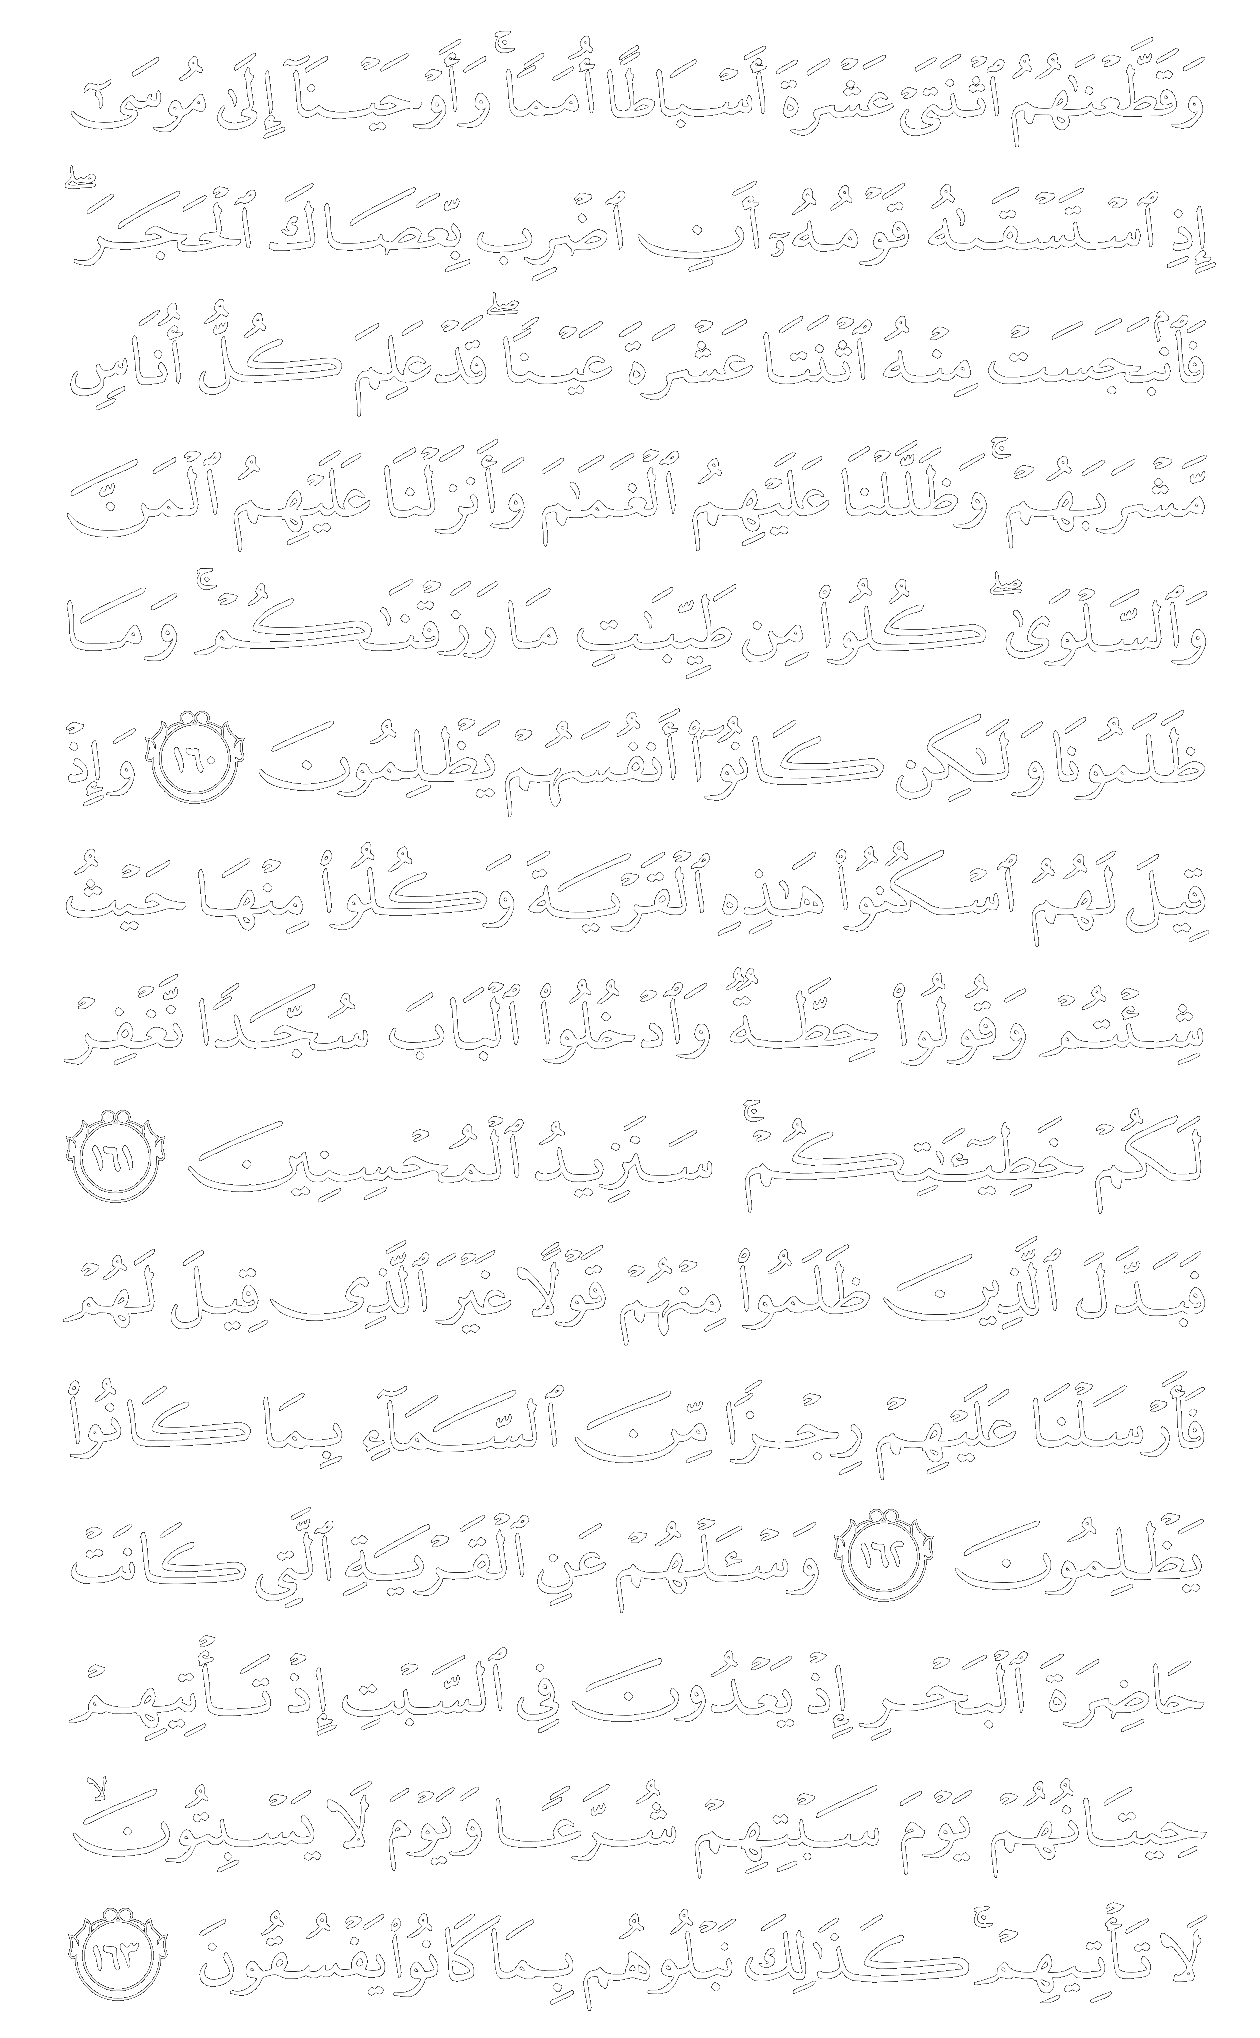 وَقَطَّعْنَٰهُمُ ٱثْنَتَىْ عَشْرَةَ أَسْبَاطًا أُمَمًا ۚ وَأَوْحَيْنَآ إِلَىٰ مُوسَىٰٓ
إِذِ ٱسْتَسْقَىٰهُ قَوْمُهُۥٓ أَنِ ٱضْرِب بِّعَصَاكَ ٱلْحَجَرَ ۖ
فَٱنۢبَجَسَتْ مِنْهُ ٱثْنَتَا عَشْرَةَ عَيْنًا ۖ قَدْ عَلِمَ كُلُّ أُنَاسٍ
مَّشْرَبَهُمْ ۚ وَظَلَّلْنَا عَلَيْهِمُ ٱلْغَمَٰمَ وَأَنزَلْنَا عَلَيْهِمُ ٱلْمَنَّ
وَٱلسَّلْوَىٰ ۖ كُلُوا۟ مِن طَيِّبَٰتِ مَا رَزَقْنَٰكُمْ ۚ وَمَا
ظَلَمُونَا وَلَٰكِن كَانُوٓا۟ أَنفُسَهُمْ يَظْلِمُونَ ١٦٠ وَإِذْ
قِيلَ لَهُمُ ٱسْكُنُوا۟ هَٰذِهِ ٱلْقَرْيَةَ وَكُلُوا۟ مِنْهَا حَيْثُ
شِئْتُمْ وَقُولُوا۟ حِطَّةٌ وَٱدْخُلُوا۟ ٱلْبَابَ سُجَّدًا نَّغْفِرْ
لَكُمْ خَطِيٓـَٰٔتِكُمْ ۚ سَنَزِيدُ ٱلْمُحْسِنِينَ ١٦١
فَبَدَّلَ ٱلَّذِينَ ظَلَمُوا۟ مِنْهُمْ قَوْلًا غَيْرَ ٱلَّذِى قِيلَ لَهُمْ
فَأَرْسَلْنَا عَلَيْهِمْ رِجْزًا مِّنَ ٱلسَّمَآءِ بِمَا كَانُوا۟
يَظْلِمُونَ ١٦٢ وَسْـَٔلْهُمْ عَنِ ٱلْقَرْيَةِ ٱلَّتِى كَانَتْ
حَاضِرَةَ ٱلْبَحْرِ إِذْ يَعْدُونَ فِى ٱلسَّبْتِ إِذْ تَأْتِيهِمْ
حِيتَانُهُمْ يَوْمَ سَبْتِهِمْ شُرَّعًا وَيَوْمَ لَا يَسْبِتُونَ ۙ
لَا تَأْتِيهِمْ ۚ كَذَٰلِكَ نَبْلُوهُم بِمَا كَانُوا۟ يَفْسُقُونَ ١٦٣